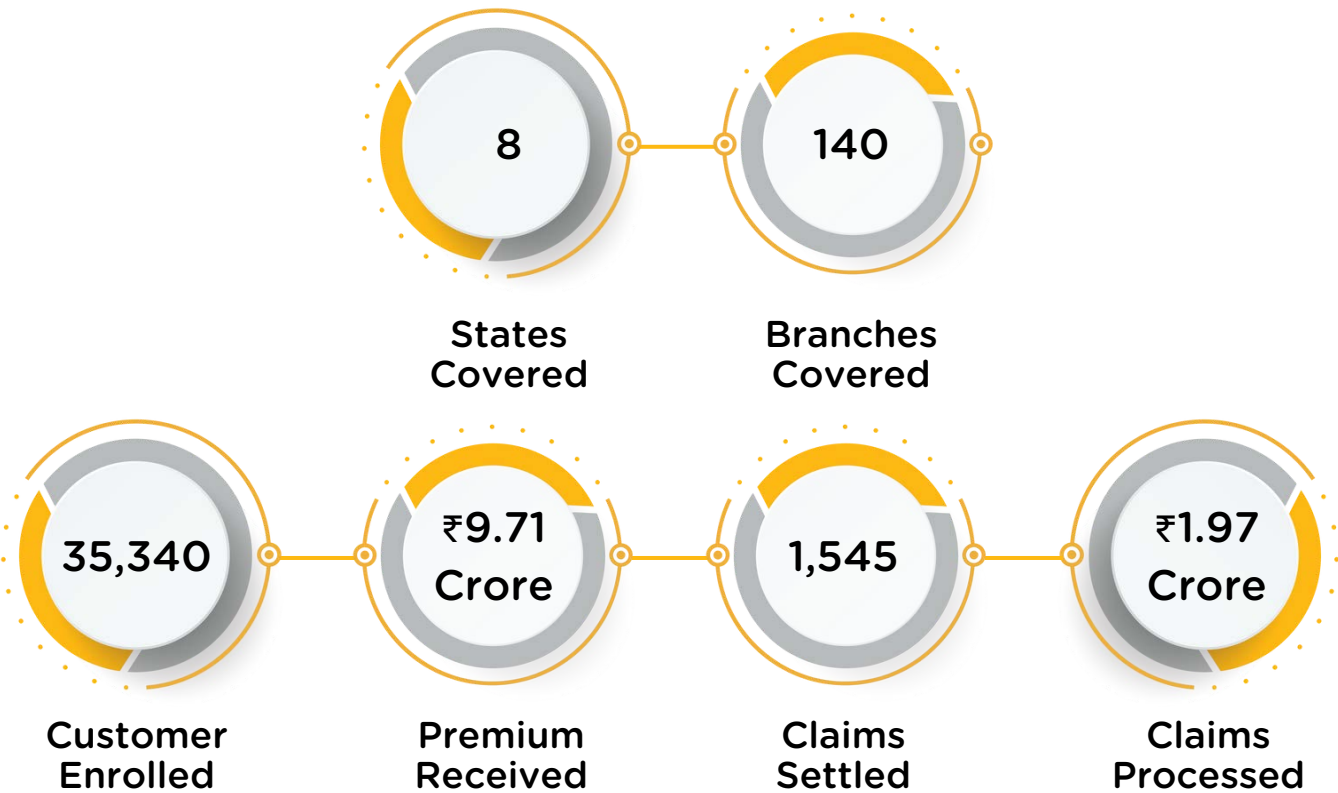 8
140
States
Covered
Branches
Covered
35,340
₹9.71
Crore
1,545
₹1.97
Crore
Customer
Enrolled
Premium
Received
Claims
Settled
Claims
Processed